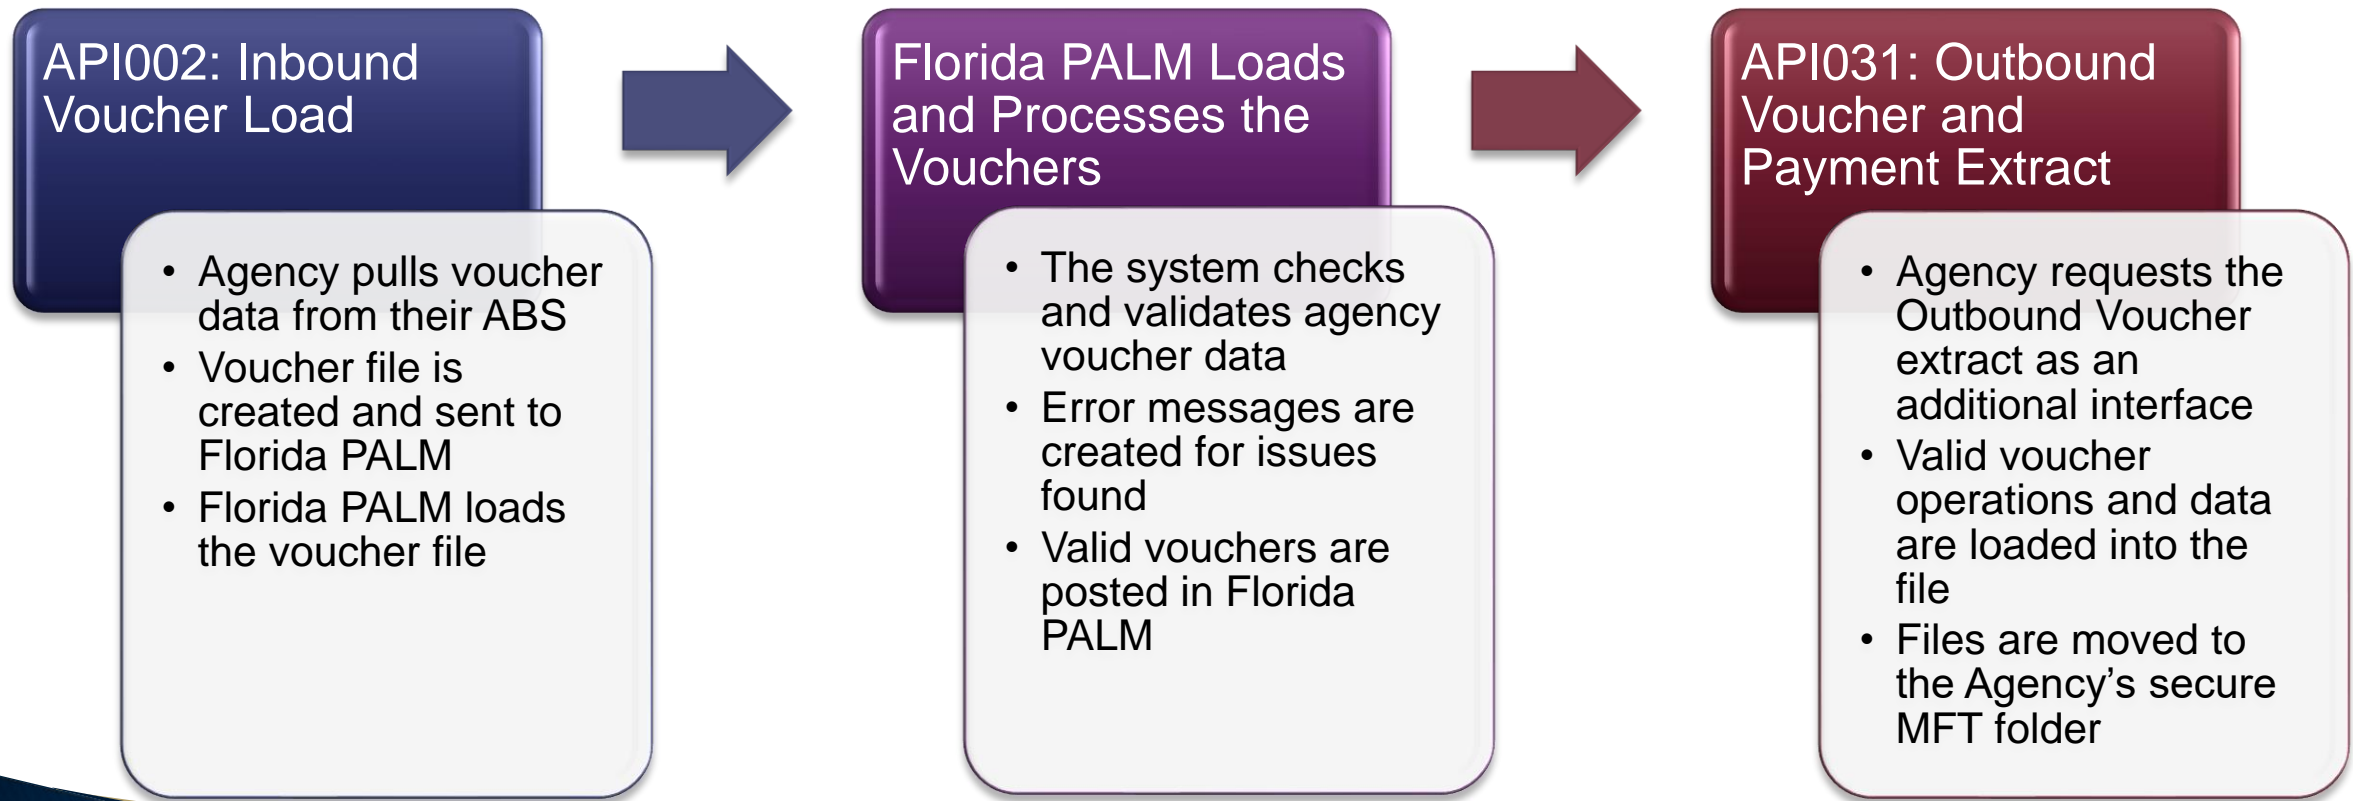 API002: Inbound
Voucher Load
• Agency pulls voucher
data from their ABS
• Voucher file is
created and sent to
Florida PALM
• Florida PALM loads
the voucher file
Florida PALM Loads
and Processes the
Vouchers
• The system checks
and validates agency
voucher data
• Error messages are
created for issues
found
• Valid vouchers are
posted in Florida
PALM
API031: Outbound
Voucher and
Payment Extract
• Agency requests the
Outbound Voucher
extract as an
additional interface
• Valid voucher
operations and data
are loaded into the
file
• Files are moved to
the Agency’s secure
MFT folder